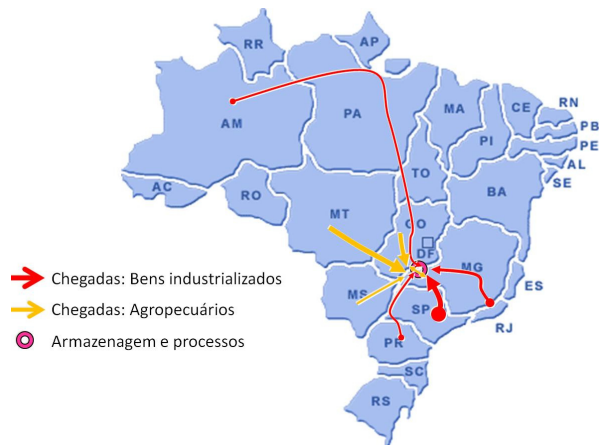 RR
AP
AM
PA
MA
CE
RN
PB
PE
AL
SE
PI
AC
RO
TO
BA
MT
GO
DF
MG
ES
RJ
MS
SP
PR
SC
RS
Chegadas: Bens industrializados
Chegadas: Agropecuários
Armazenagem e processos